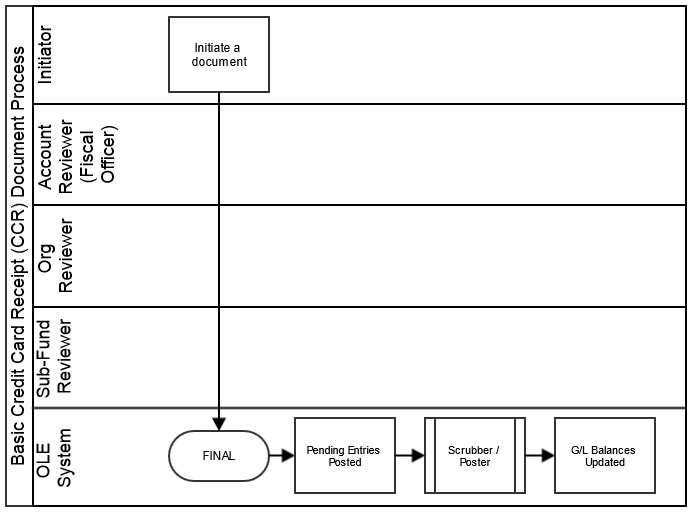 Basic Credit Card Receipt (CCR) Document Process
Initiator
Initiate a
document
Account
Reviewer
(Fiscal
Officer)
Org
Reviewer
Sub-Fund
Reviewer
OLE
System
FINAL
Pending Entries
Posted
Scrubber /
Poster
G/L Balances
Updated